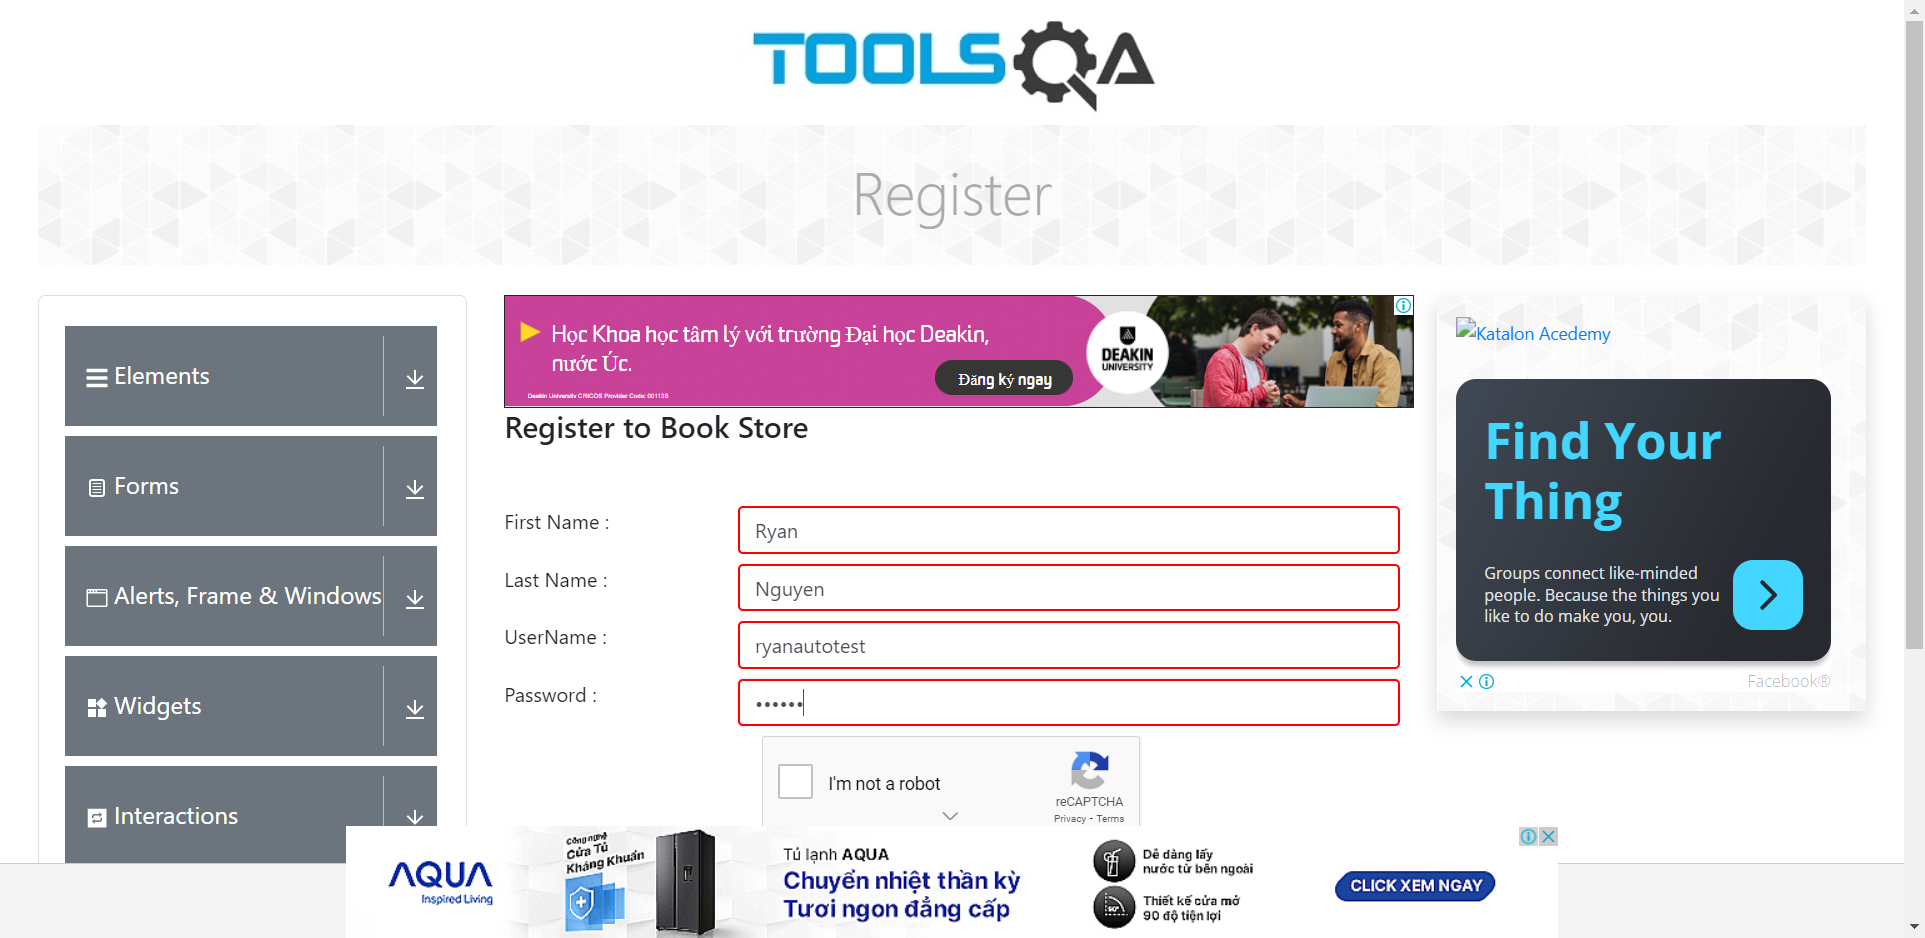 TOOLSQA
Register
Elements
Forms
Alerts, Frame & Windows
Widgets
Interactions
Học Khoa học tâm lý với trường Đại học Deakin,
nước Úc.
Đăng ký ngay
Deakin University CRICOS Provider Code: 00113B
DEAKIN
UNIVERSITY
Register to Book Store
First Name :
Ryan
Last Name :
Nguyen
UserName :
ryanautotest
Password :
••••••
I'm not a robot
reCAPTCHA
Privacy - Terms
Katalon Acedemy
Find Your
Thing
Groups connect like-minded
people. Because the things you
like to do make you, you.
Facebook®
AQUA
Inspired Living
Công nghệ
Cửa Tủ
Kháng Khuẩn
Tủ lạnh AQUA
Chuyển nhiệt thần kỳ
Tươi ngon đẳng cấp
Dễ dàng lấy
nước từ bên ngoài
90°
Thiết kế cửa mở
90 độ tiện lợi
CLICK XEM NGAY